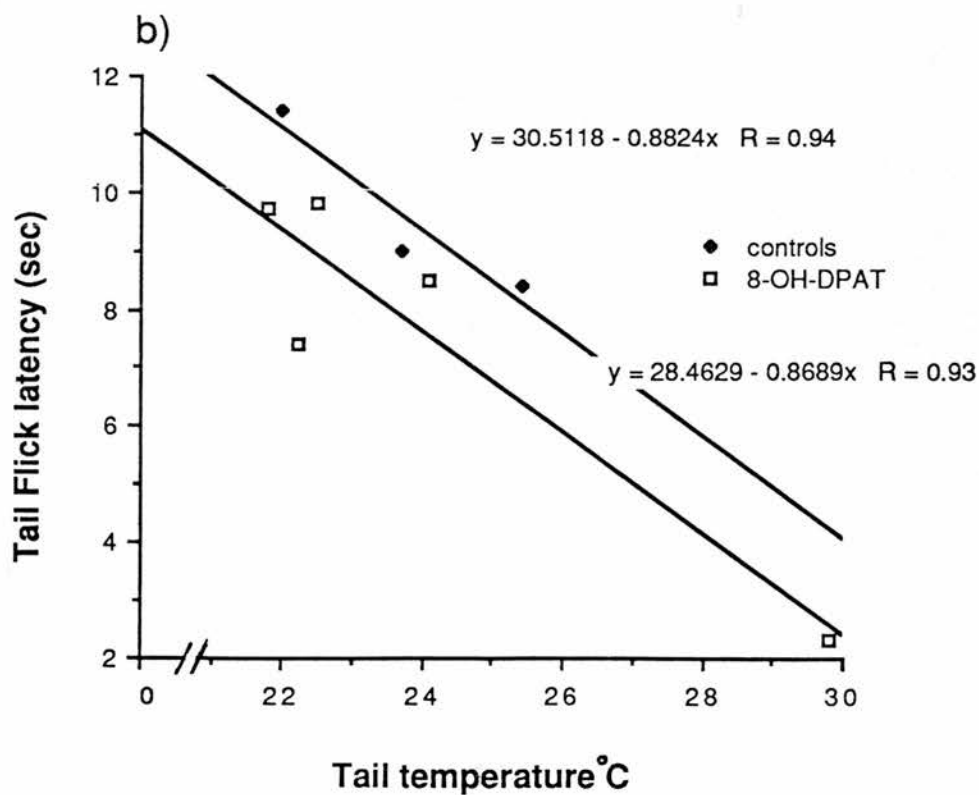 b)
12
10
8
6
4
2
Tail Flick latency (sec)
y = 30.5118 - 0.8824x R = 0.94
◆ controls
□ 8-OH-DPAT
y = 28.4629 - 0.8689x R = 0.93
0 22 24 26 28 30
Tail temperature°C